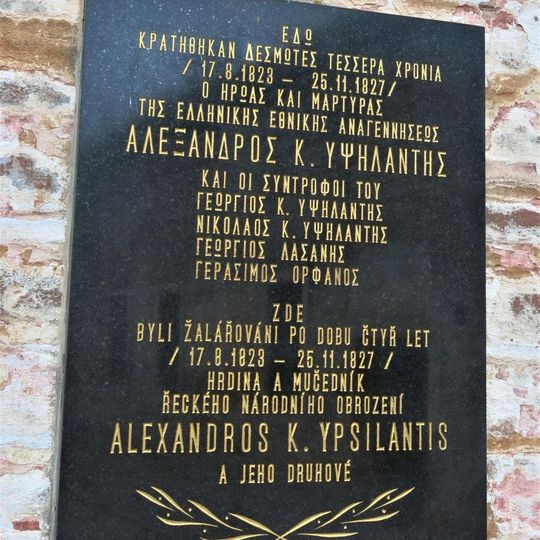 ΕΔΩ
ΚΡΑΤΗΘΗΚΑΝ ΔΕΣΜΩΤΕΣ ΤΕΣΣΕΡΑ ΧΡΟΝΙΑ
/ 17.8.1823 – 25.11.1827/
Ο ΗΡΩΑΣ ΚΑΙ ΜΑΡΤΥΡΑΣ
ΤΗΣ ΕΛΛΗΝΙΚΗΣ ΕΘΝΙΚΗΣ ΑΝΑΓΕΝΝΗΣΕΩΣ
ΑΛΕΞΑΝΔΡΟΣ Κ. ΥΨΗΛΑΝΤΗΣ
ΚΑΙ ΟΙ ΣΥΝΤΡΟΦΟΙ ΤΟΥ
ΓΕΩΡΓΙΟΣ Κ. ΥΨΗΛΑΝΤΗΣ
ΝΙΚΟΛΑΟΣ Κ. ΥΨΗΛΑΝΤΗΣ
ΓΕΩΡΓΙΟΣ ΛΑΣΑΝΗΣ
ΓΕΡΑΣΙΜΟΣ ΟΡΦΑΝΟΣ
ZDE
BYLI ŽALÁŘOVÁNI PO DOBU ČTYŘ LET
/ 17.8.1823 – 25.11.1827 /
HRDINA A MUČEDNÍK
ŘECKÉHO NÁRODNÍHO OBROZENÍ
ALEXANDROS K. YPSILANTIS
A JEHO DRUHOVÉ